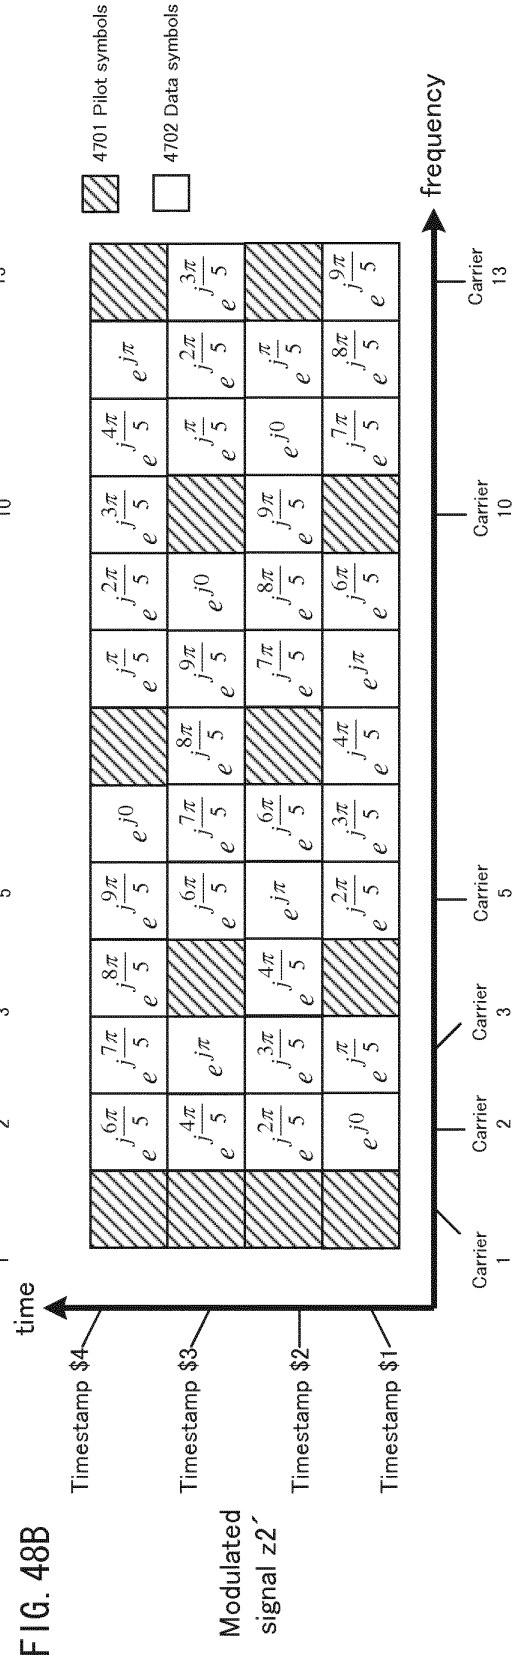 2 3 5 10
FIG. 48B
Modulated
signal z2´
time
4701 Pilot symbols
4702 Data symbols
Timestamp $4
e^{j6π/5} e^{j7π/5} e^{j8π/5} e^{j9π/5} e^{j0} e^{jπ/5} e^{j2π/5} e^{j3π/5} e^{j4π/5} e^{jπ}
Timestamp $3
e^{j4π/5} e^{jπ} e^{j6π/5} e^{j7π/5} e^{j8π/5} e^{j9π/5} e^{j0} e^{jπ/5} e^{j2π/5} e^{j3π/5}
Timestamp $2
e^{j2π/5} e^{j3π/5} e^{j4π/5} e^{jπ} e^{j6π/5} e^{j7π/5} e^{j8π/5} e^{j9π/5} e^{j0} e^{jπ/5}
Timestamp $1
e^{j0} e^{jπ/5} e^{j2π/5} e^{j3π/5} e^{j4π/5} e^{jπ} e^{j6π/5} e^{j7π/5} e^{j8π/5} e^{j9π/5}
frequency
Carrier Carrier Carrier Carrier Carrier Carrier
1 2 3 5 10 13